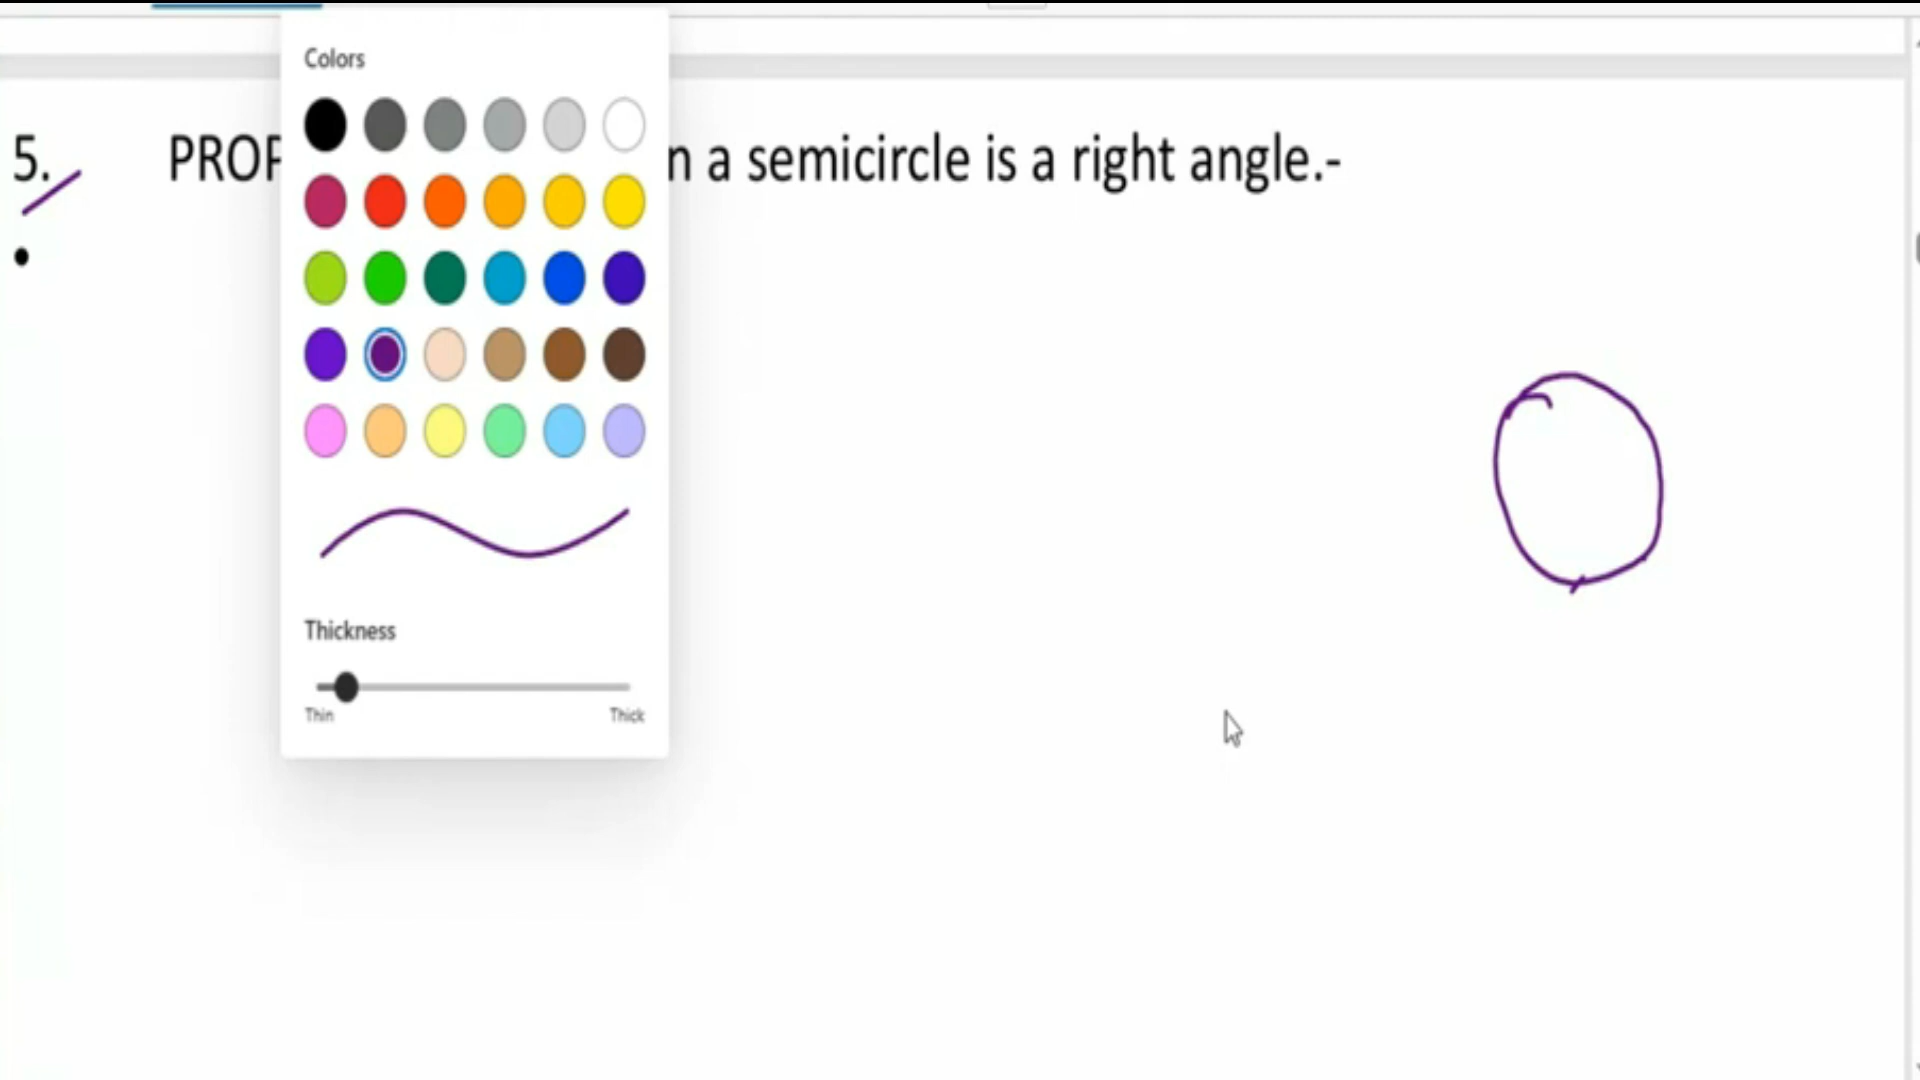 Colors
5. PROP n a semicircle is a right angle.-
•
Thickness
Thin Thick